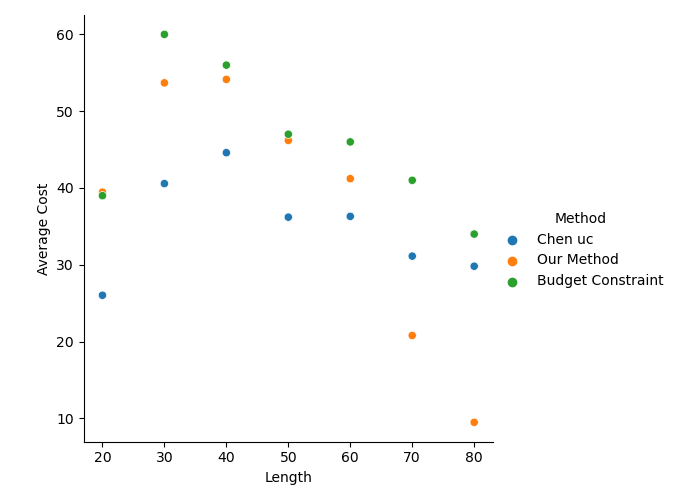 60
50
40
30
20
10
Average Cost
20 30 40 50 60 70 80
Length
Method
Chen uc
Our Method
Budget Constraint